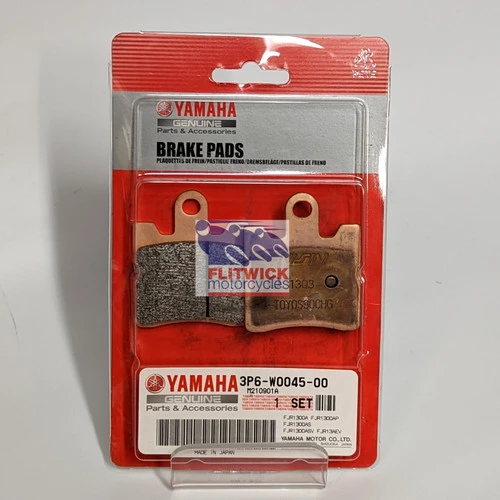 YAMAHA
GENUINE
Parts & Accessories
BRAKE PADS
PLAQUETTES DE FREIN/PASTIGLIE FRENO/BREMSBELÄGE/PASTILLAS DE FRENO
FLITWICK
motorcycles
1303
YAMAHA
GENUINE
Parts & Accessories
3P6-W0045-00
M210901A
1 SET
FJR1300A FJR1300AP
FJR1300AS
FJR1300ASV FJR13AEV
YAMAHA MOTOR CO.,LTD.
MADE IN JAPAN